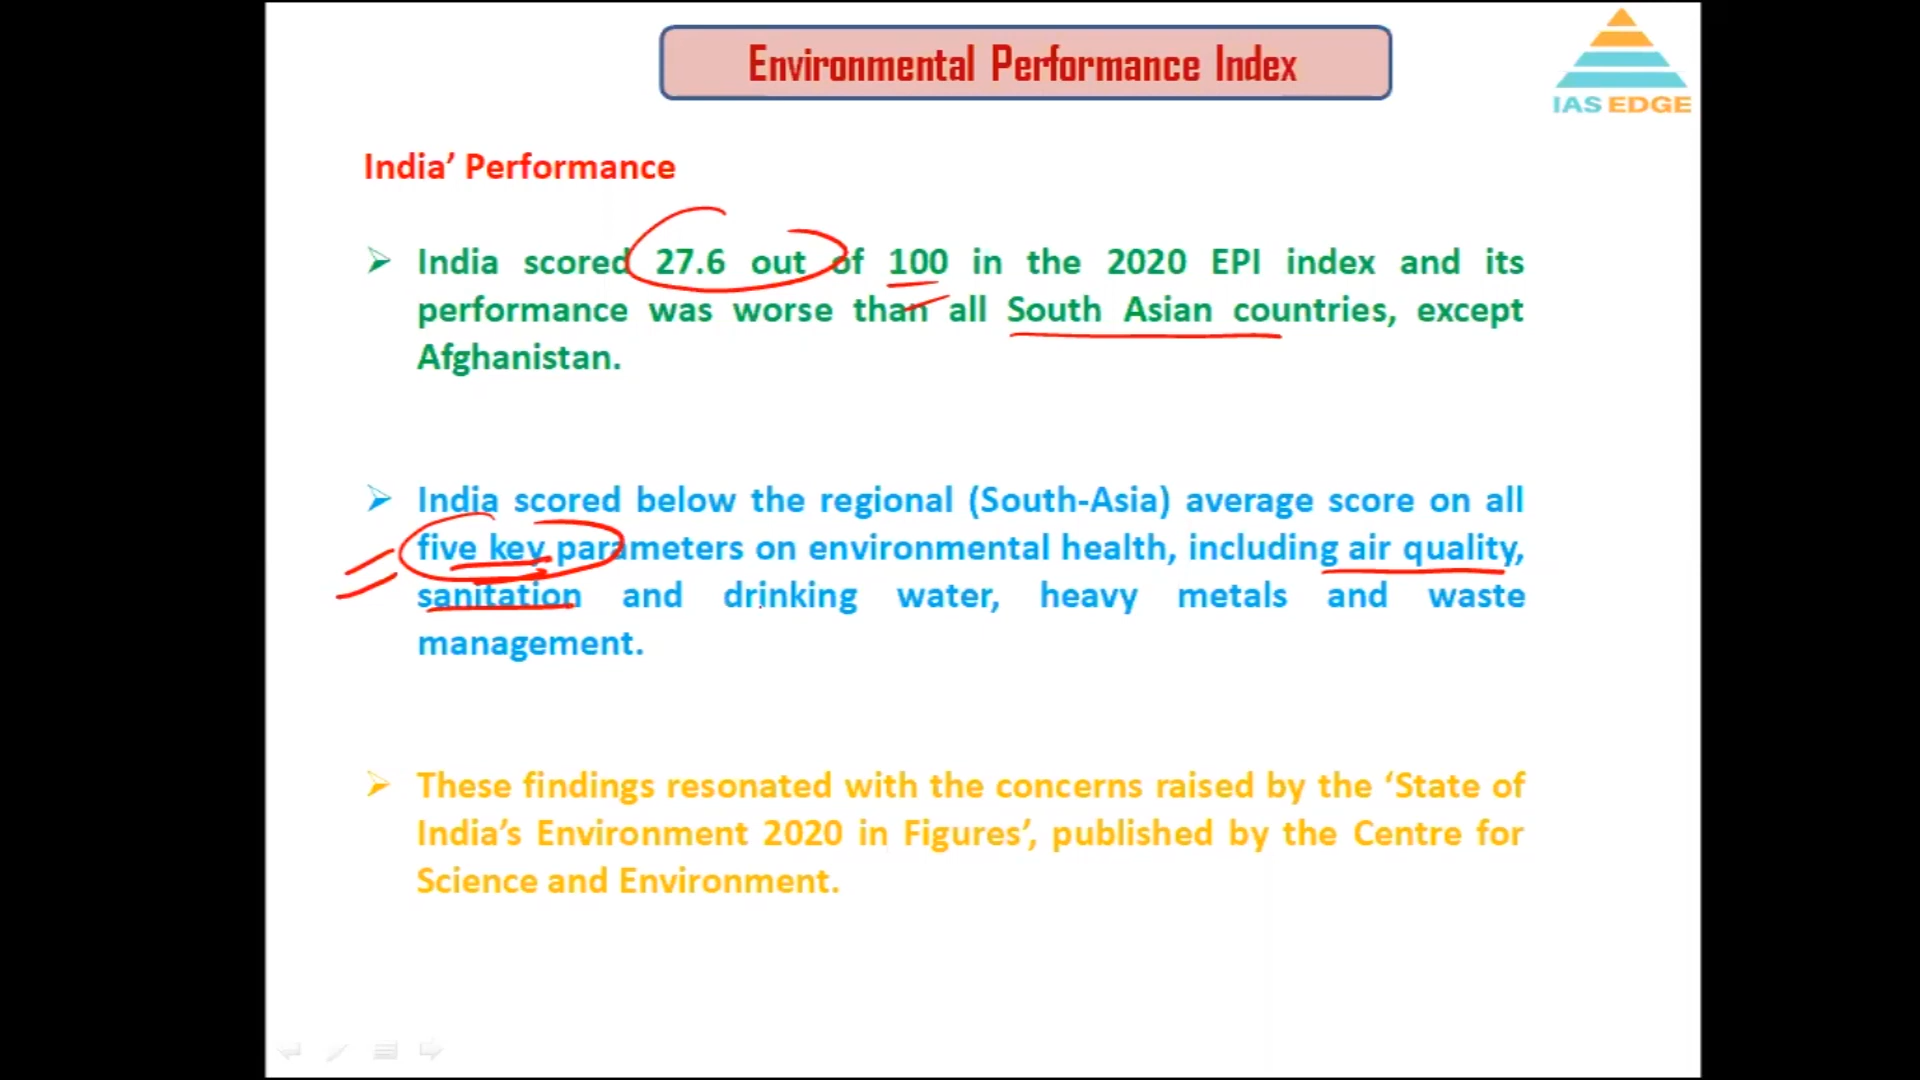 Environmental Performance Index
IAS EDGE
India’ Performance
India scored 27.6 out of 100 in the 2020 EPI index and its
performance was worse than all South Asian countries, except
Afghanistan.
India scored below the regional (South-Asia) average score on all
five key parameters on environmental health, including air quality,
sanitation and drinking water, heavy metals and waste
management.
These findings resonated with the concerns raised by the ‘State of
India’s Environment 2020 in Figures’, published by the Centre for
Science and Environment.